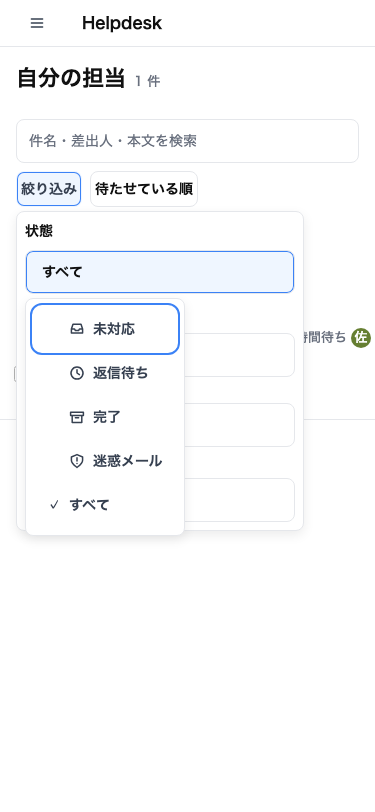 Helpdesk
自分の担当 1 件
件名・差出人・本文を検索
絞り込み 待たせている順
状態
すべて
間待ち 佐
未対応
返信待ち
完了
迷惑メール
✓ すべて